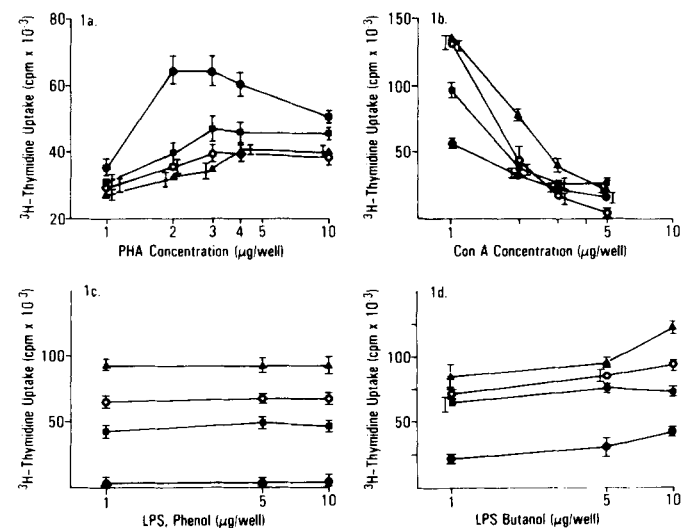 1a.
³H-Thymidine Uptake (cpm x 10⁻³)
80
60
40
20
1
2
3
4
5
10
PHA Concentration (µg/well)
1b.
³H-Thymidine Uptake (cpm x 10⁻³)
150
100
50
1
5
10
Con A Concentration (µg/well)
1c.
³H-Thymidine Uptake (cpm x 10⁻³)
100
50
1
5
10
LPS, Phenol (µg/well)
1d.
³H-Thymidine Uptake (cpm x 10⁻³)
100
50
1
5
10
LPS Butanol (µg/well)